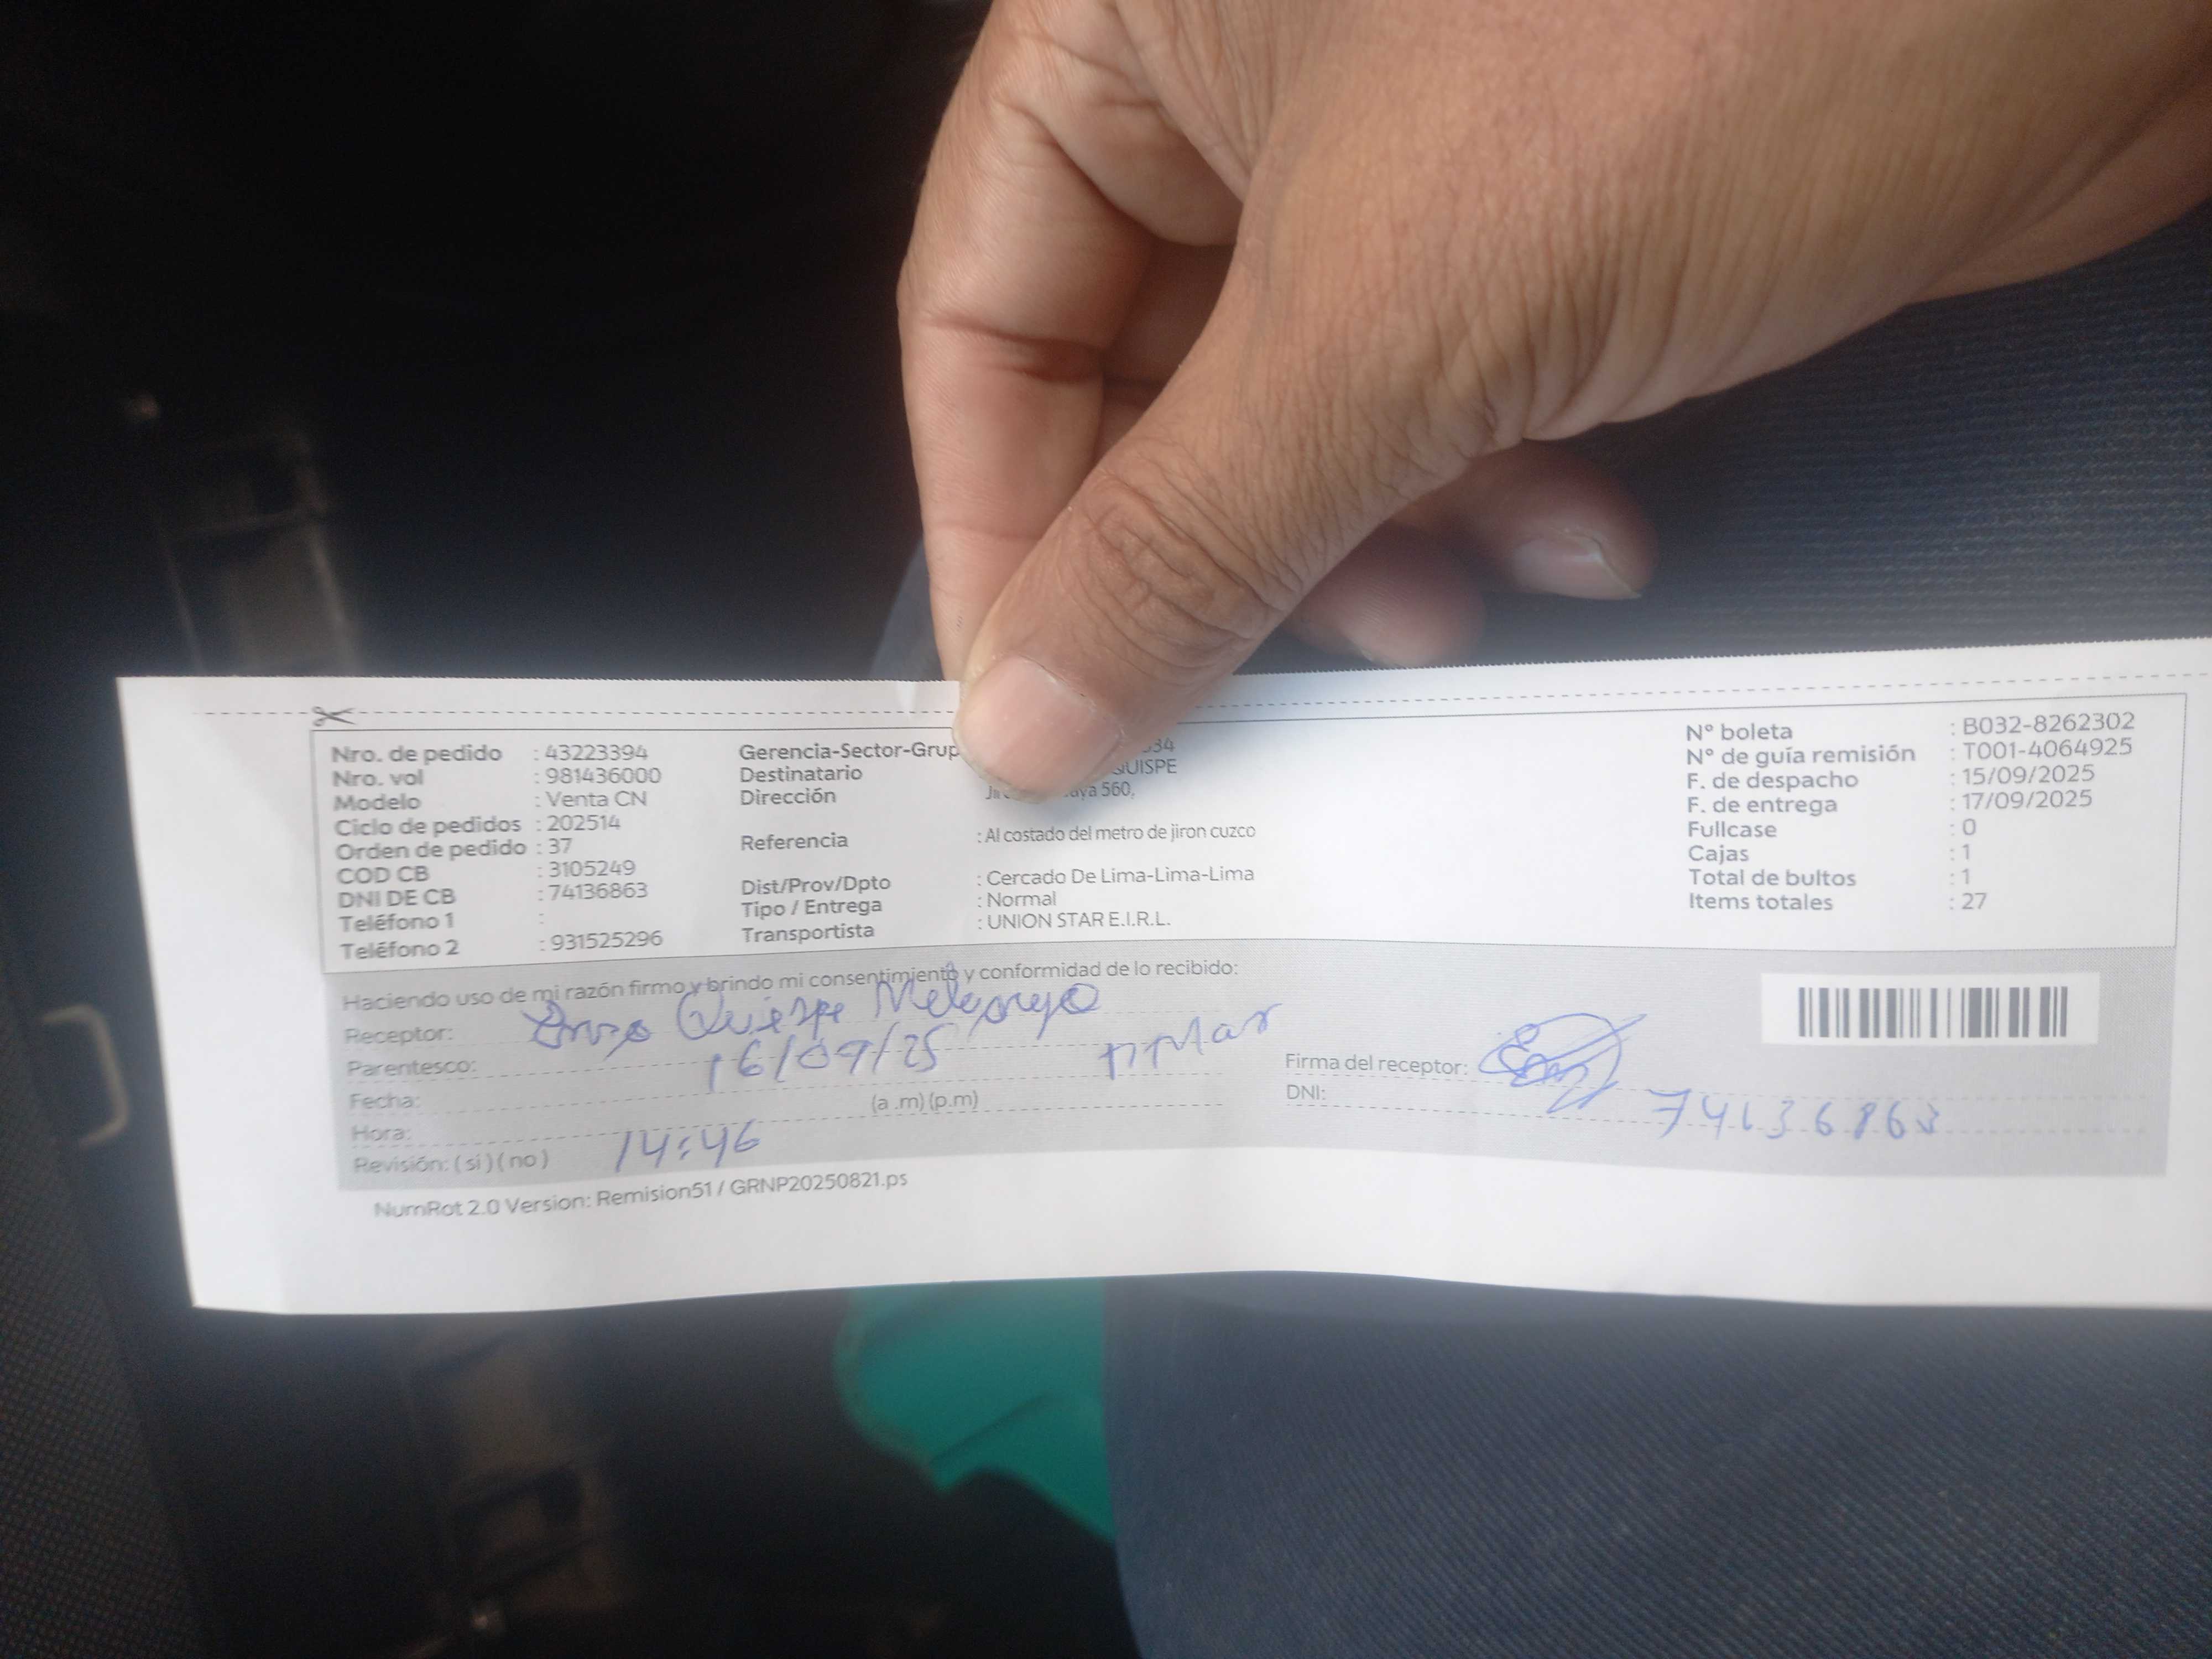 Nro. de pedido : 43223394
Nro. vol : 981436000
Modelo : Venta CN
Ciclo de pedidos : 202514
Orden de pedido : 37
COD CB : 3105249
DNI DE CB : 74136863
Teléfono 1 :
Teléfono 2 : 931525296
Gerencia-Sector-Grup 034
Destinatario QUISPE
Dirección 560,
Referencia : Al costado del metro de jiron cuzco
Dist/Prov/Dpto : Cercado De Lima-Lima-Lima
Tipo / Entrega : Normal
Transportista : UNION STAR E.I.R.L.
N° boleta : B032-8262302
N° de guía remisión : T001-4064925
F. de despacho : 15/09/2025
F. de entrega : 17/09/2025
Fullcase : 0
Cajas : 1
Total de bultos : 1
Items totales : 27
Haciendo uso de mi razón firmo y brindo mi consentimiento y conformidad de lo recibido:
Receptor: Quispe
Parentesco:
Fecha: 16/09/25 (a .m) (p.m)
Hora: 14:46
Revisión: ( si ) ( no )
Firma del receptor:
DNI: 74136863
NumRot 2.0 Version: Remision51 / GRNP20250821.ps